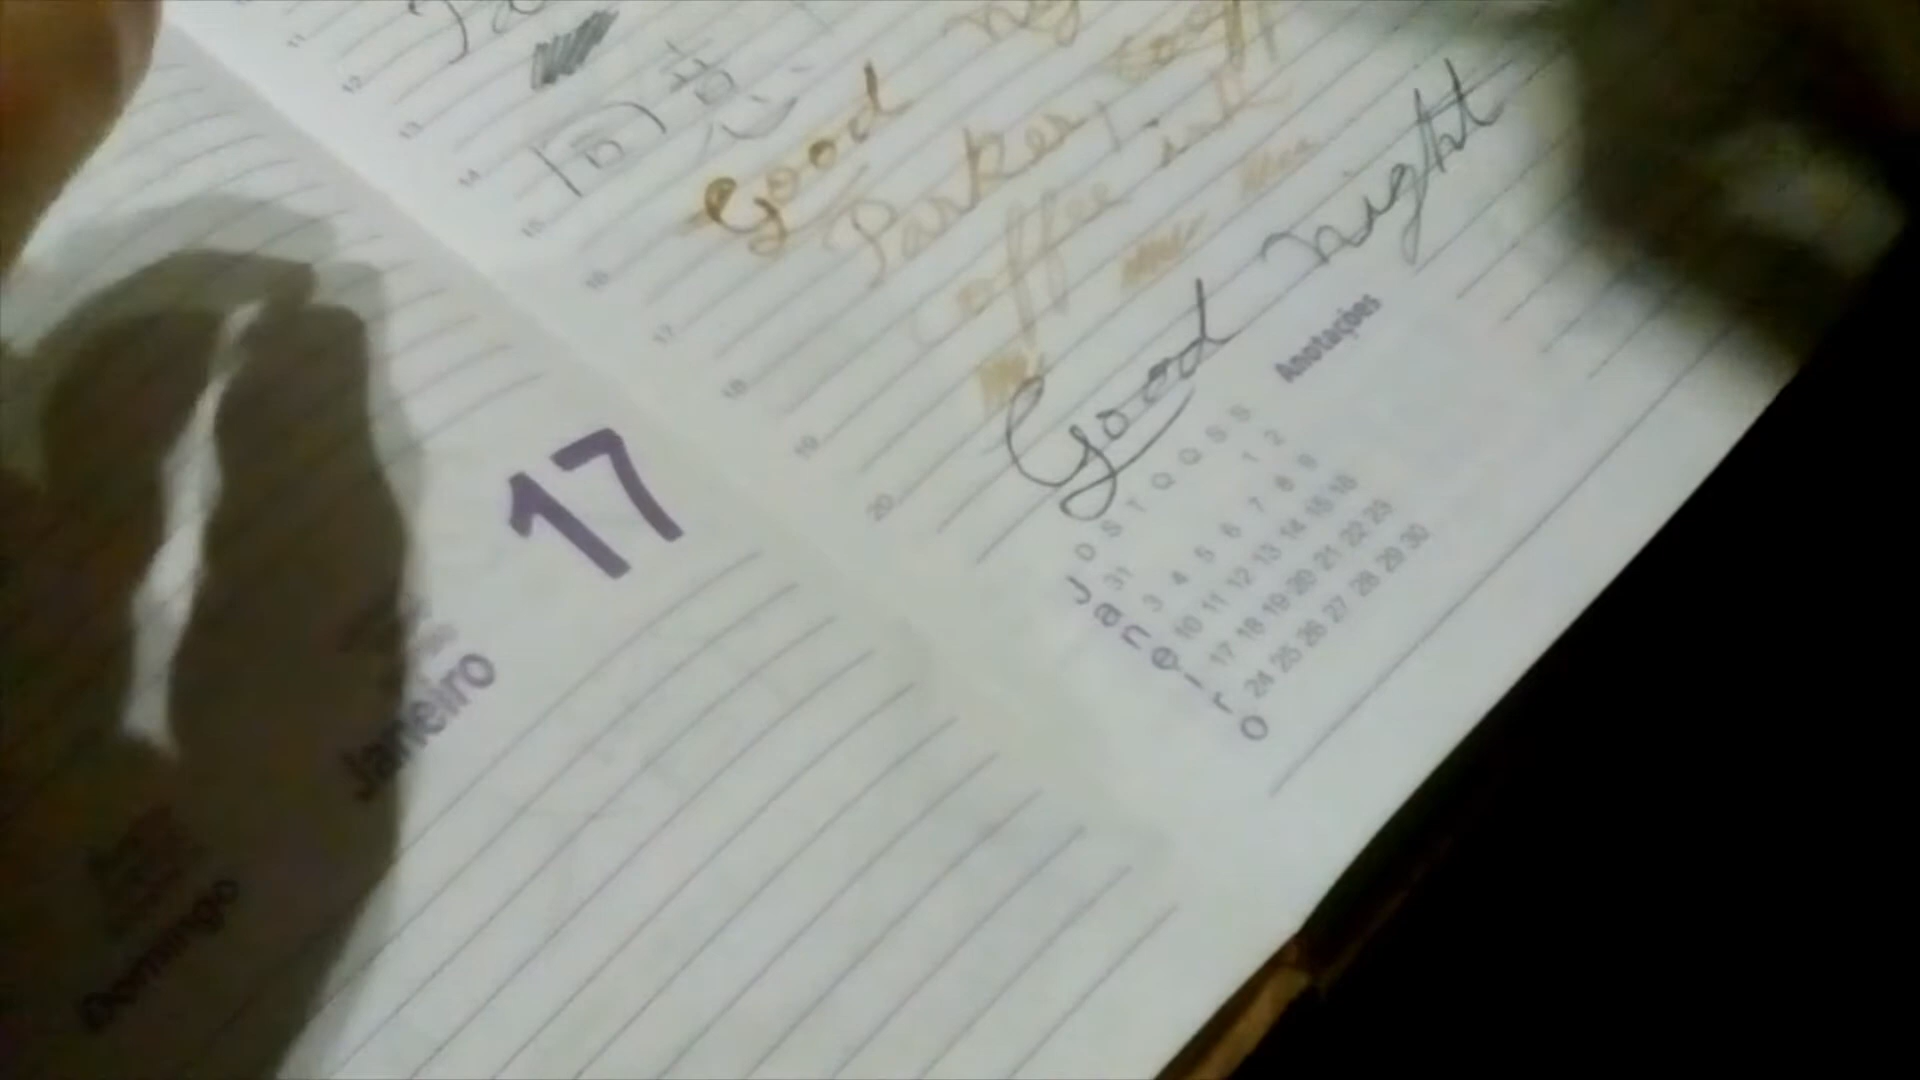 11
12
13
14
15
16
17
18
19
20
Good
Parker,
coffee ink
Good night
Anotações
Janeiro
D S T Q Q S S
31 1 2
3 4 5 6 7 8 9
10 11 12 13 14 15 16
17 18 19 20 21 22 23
24 25 26 27 28 29 30
17
Janeiro
Domingo